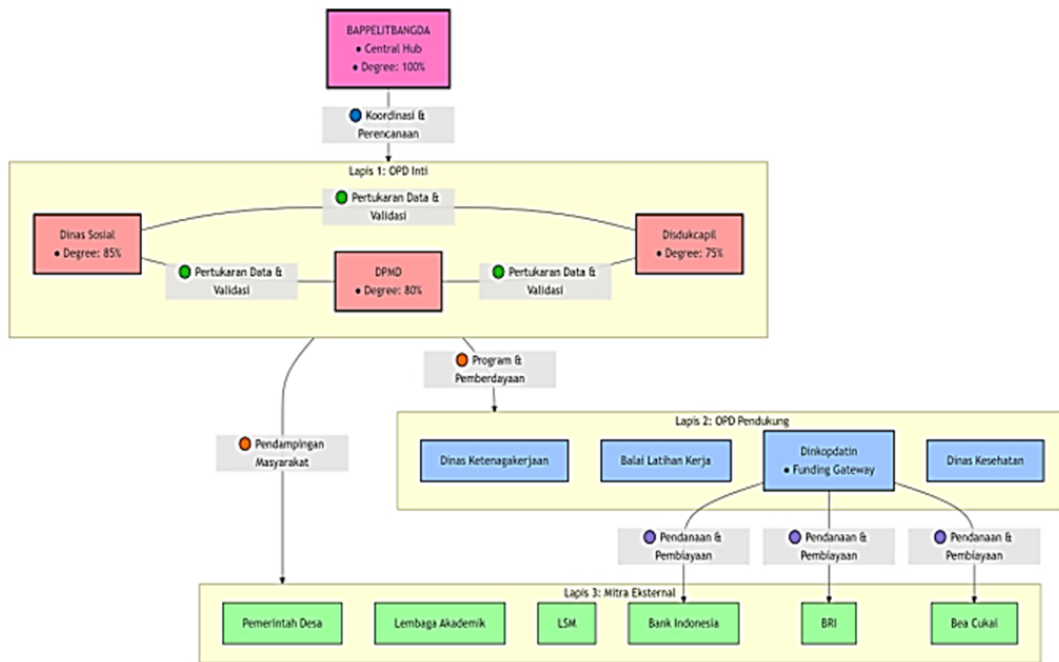 BAPPELITBANGDA
● Central Hub
● Degree: 100%
Koordinasi &
Perencanaan
Lapis 1: OPD Inti
Pertukaran Data &
Validasi
Dinas Sosial
● Degree: 85%
Disdukcapil
● Degree: 75%
Pertukaran Data &
Validasi
DPMD
● Degree: 80%
Pertukaran Data &
Validasi
Program &
Pemberdayaan
Lapis 2: OPD Pendukung
Pendampingan
Masyarakat
Dinas Ketenagakerjaan
Balai Latihan Kerja
Dinkopdatin
● Funding Gateway
Dinas Kesehatan
Pendanaan &
Pembiayaan
Pendanaan &
Pembiayaan
Pendanaan &
Pembiayaan
Lapis 3: Mitra Eksternal
Pemerintah Desa
Lembaga Akademik
LSM
Bank Indonesia
BRI
Bea Cukai